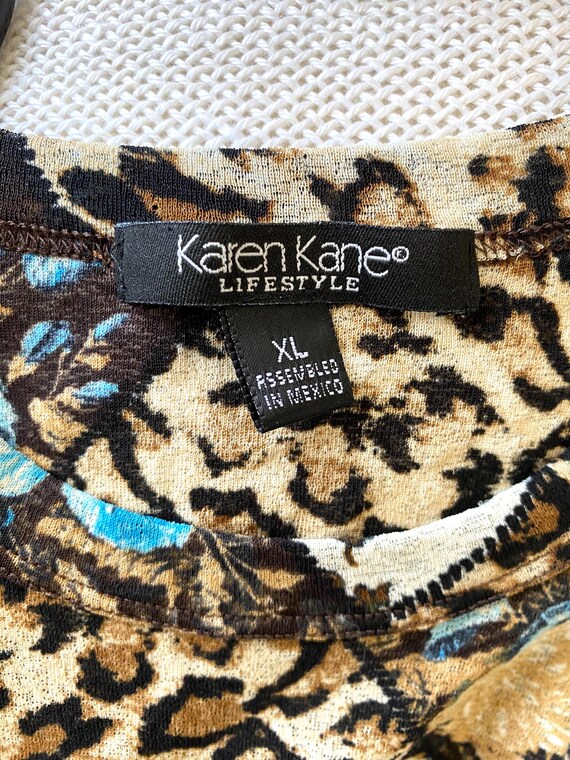 Karen Kane®
LIFESTYLE
XL
ASSEMBLED
IN MEXICO